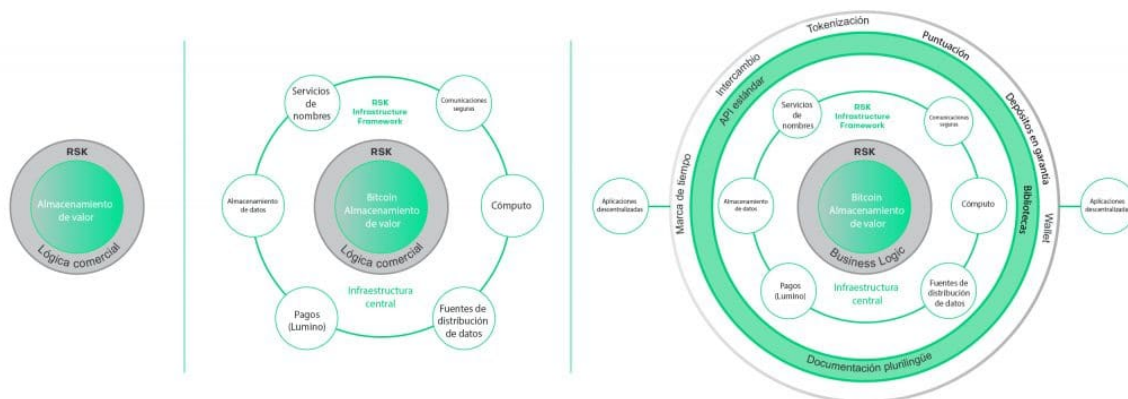 RSK
Almacenamiento
de valor
Lógica comercial
Servicios
de
nombres
RSK
Infrastructure
Framework
Comunicaciones
seguras
RSK
Almacenamiento
de datos
Bitcoin
Almacenamiento
de valor
Cómputo
Lógica comercial
Infraestructura
central
Pagos
(Lumino)
Fuentes de
distribución
de datos
Tokenización
Intercambio
Puntuación
API estándar
Depósitos en garantía
Marca de tiempo
Bibliotecas
Wallet
Documentación plurilingüe
Servicios
de
nombres
RSK
Infrastructure
Framework
Comunicaciones
seguras
RSK
Aplicaciones
descentralizadas
Almacenamiento
de datos
Bitcoin
Almacenamiento
de valor
Cómputo
Aplicaciones
descentralizadas
Business Logic
Infraestructura
central
Pagos
(Lumino)
Fuentes de
distribución
de datos